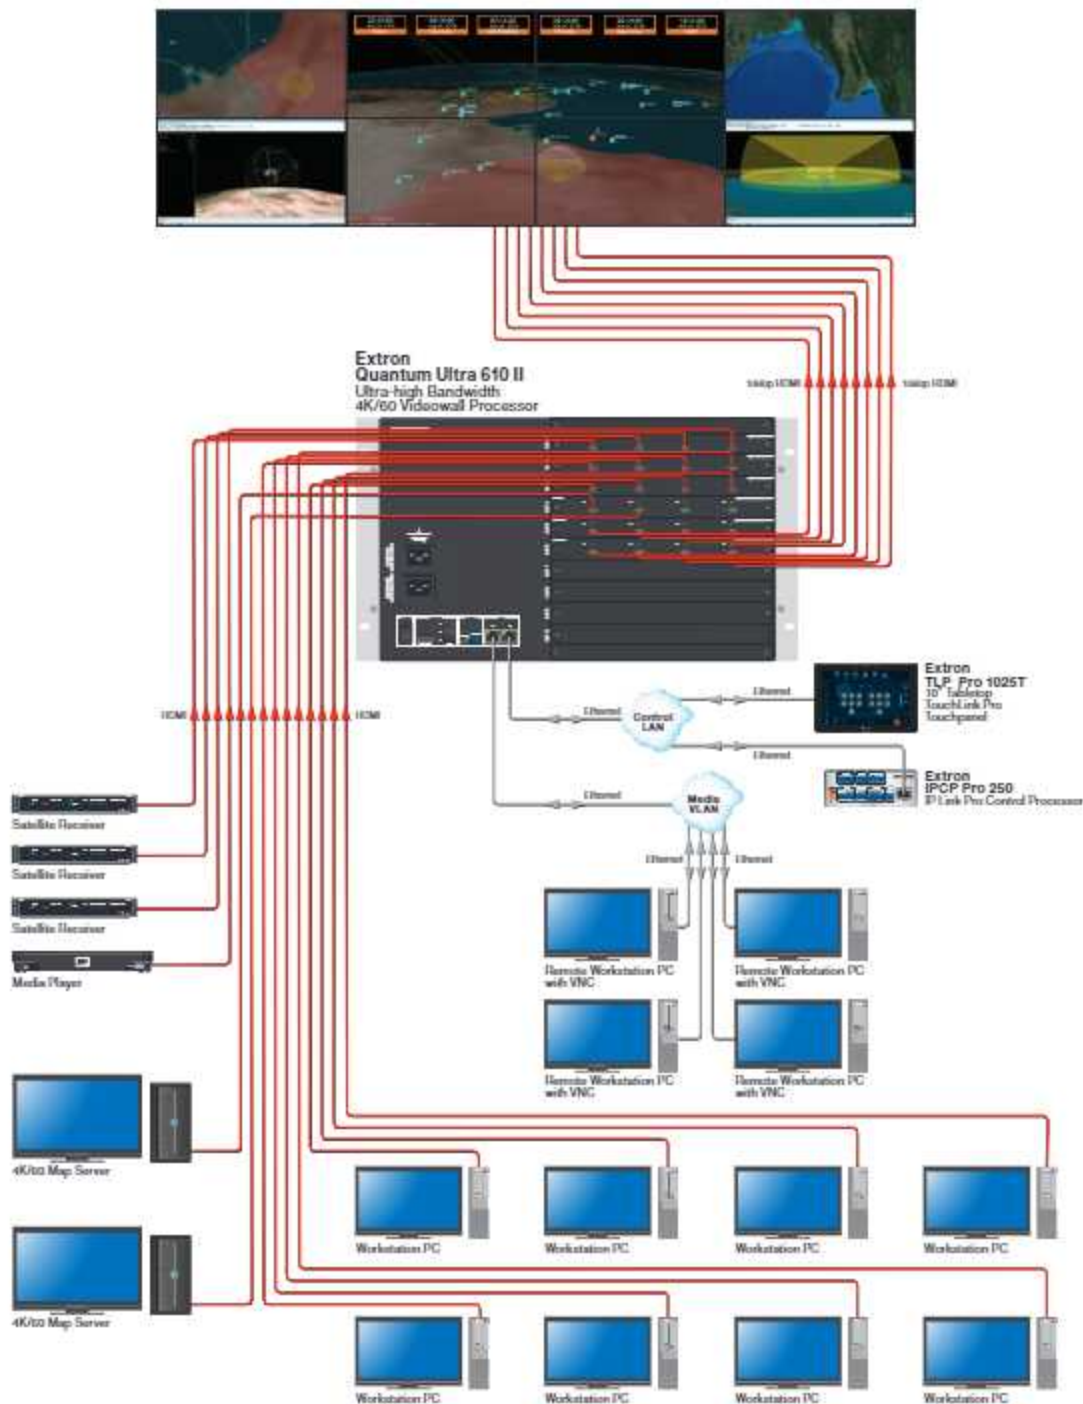 Extron
Quantum Ultra 610 II
Ultra-high Bandwidth
4K/60 Videowall Processor
HDMI
HDMI
HDMI
HDMI
Ethernet
Ethernet
Control
LAN
Ethernet
Extron
TLP Pro 1025T
10" Tabletop
TouchLink Pro
Touchpanel
Extron
IPCP Pro 250
IP Link Pro Control Processor
Ethernet
Media
VLAN
Ethernet
Ethernet
Satellite Receiver
Satellite Receiver
Satellite Receiver
Media Player
Remote Workstation PC
with VNC
Remote Workstation PC
with VNC
Remote Workstation PC
with VNC
Remote Workstation PC
with VNC
4K/60 Map Server
4K/60 Map Server
Workstation PC
Workstation PC
Workstation PC
Workstation PC
Workstation PC
Workstation PC
Workstation PC
Workstation PC